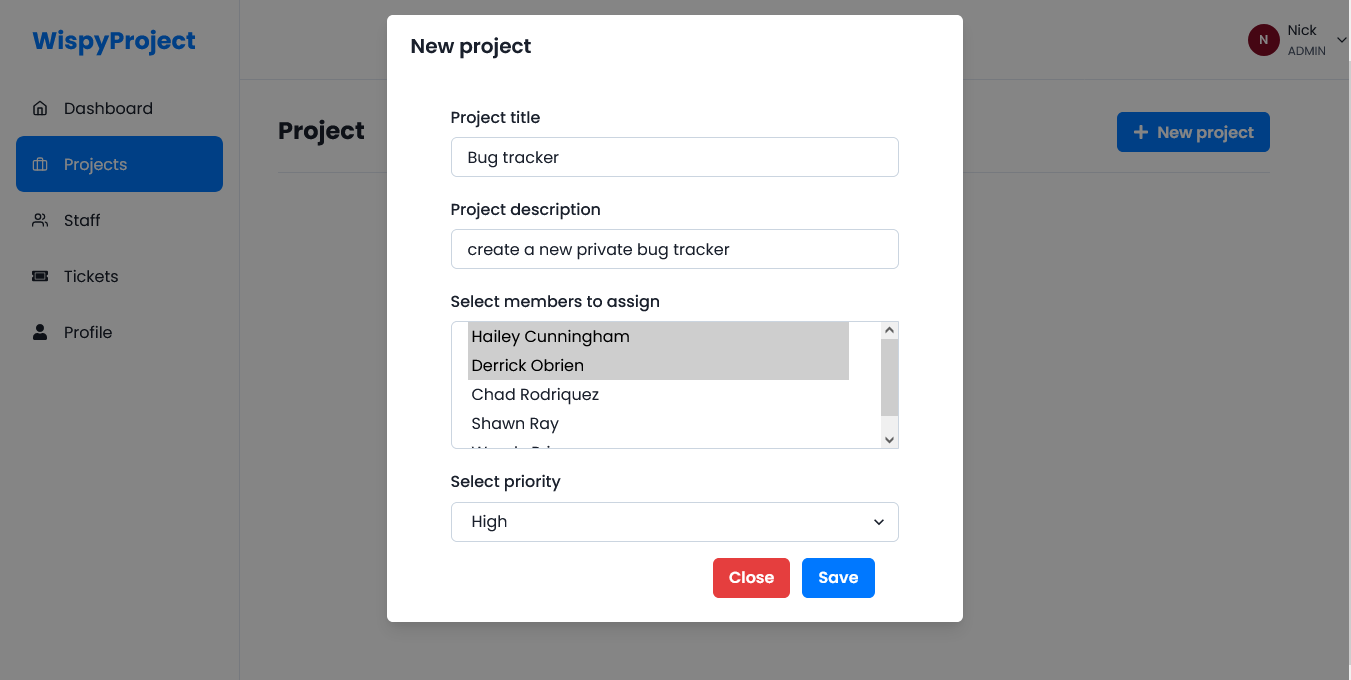 WispyProject
Dashboard
Projects
Staff
Tickets
Profile
N
Nick
ADMIN
Project
New project
New project
Project title
Bug tracker
Project description
create a new private bug tracker
Select members to assign
Hailey Cunningham
Derrick Obrien
Chad Rodriquez
Shawn Ray
Select priority
High
Close
Save